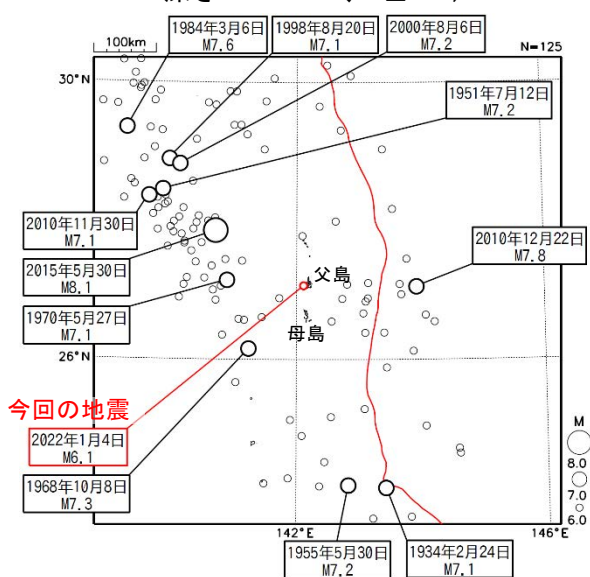 100km
1984年3月6日
M7.6
1998年8月20日
M7.1
2000年8月6日
M7.2
N=125
30°N
1951年7月12日
M7.2
2010年11月30日
M7.1
2015年5月30日
M8.1
1970年5月27日
M7.1
2010年12月22日
M7.8
父島
母島
26°N
今回の地震
2022年1月4日
M6.1
1968年10月8日
M7.3
M
8.0
7.0
6.0
142°E
146°E
1955年5月30日
M7.2
1934年2月24日
M7.1